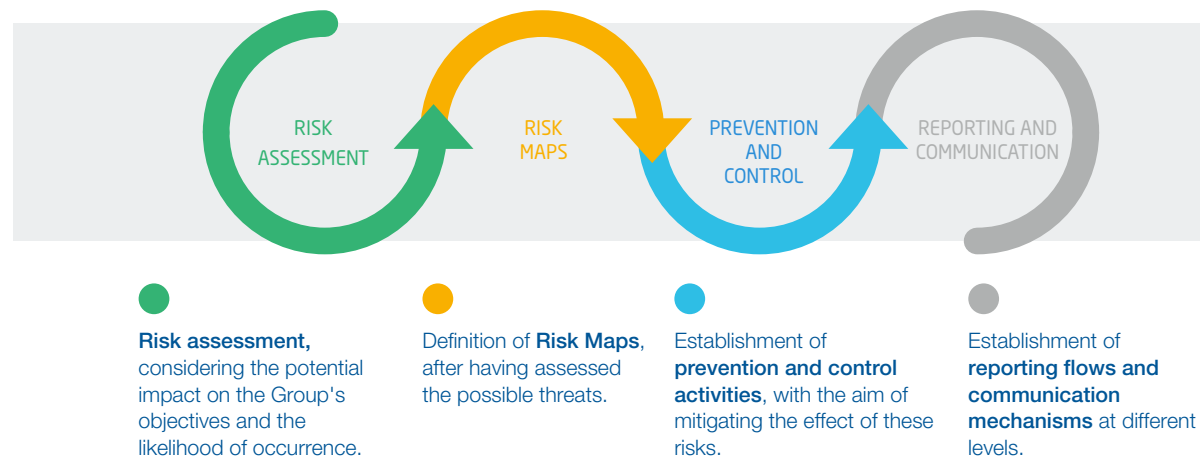 RISK
ASSESSMENT
RISK
MAPS
PREVENTION
AND
CONTROL
REPORTING AND
COMMUNICATION
Risk assessment,
considering the potential
impact on the Group's
objectives and the
likelihood of occurrence.
Definition of Risk Maps,
after having assessed
the possible threats.
Establishment of
prevention and control
activities, with the aim of
mitigating the effect of these
risks.
Establishment of
reporting flows and
communication
mechanisms at different
levels.